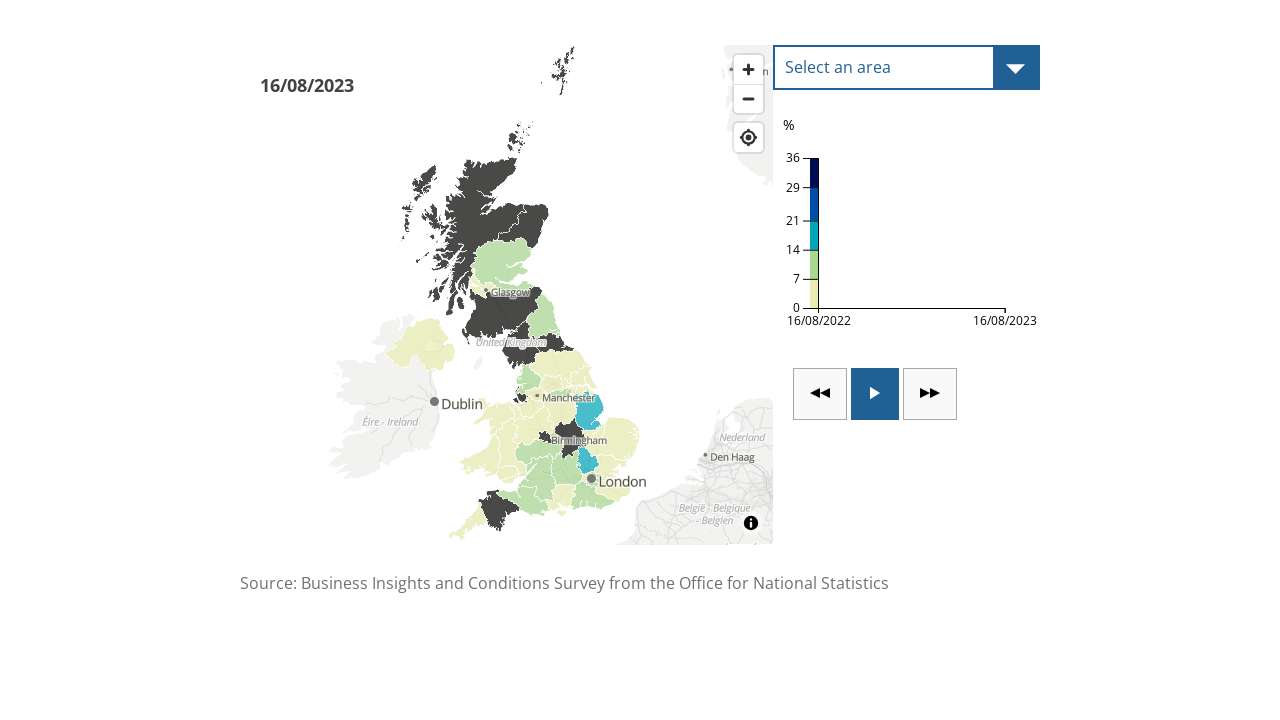 16/08/2023
Select an area
%
36
29
21
14
7
0
16/08/2022
16/08/2023
Glasgow
United Kingdom
Manchester
Dublin
Éire - Ireland
Birmingham
London
Nederland
Den Haag
België - Belgique
- Belgien
Source: Business Insights and Conditions Survey from the Office for National Statistics